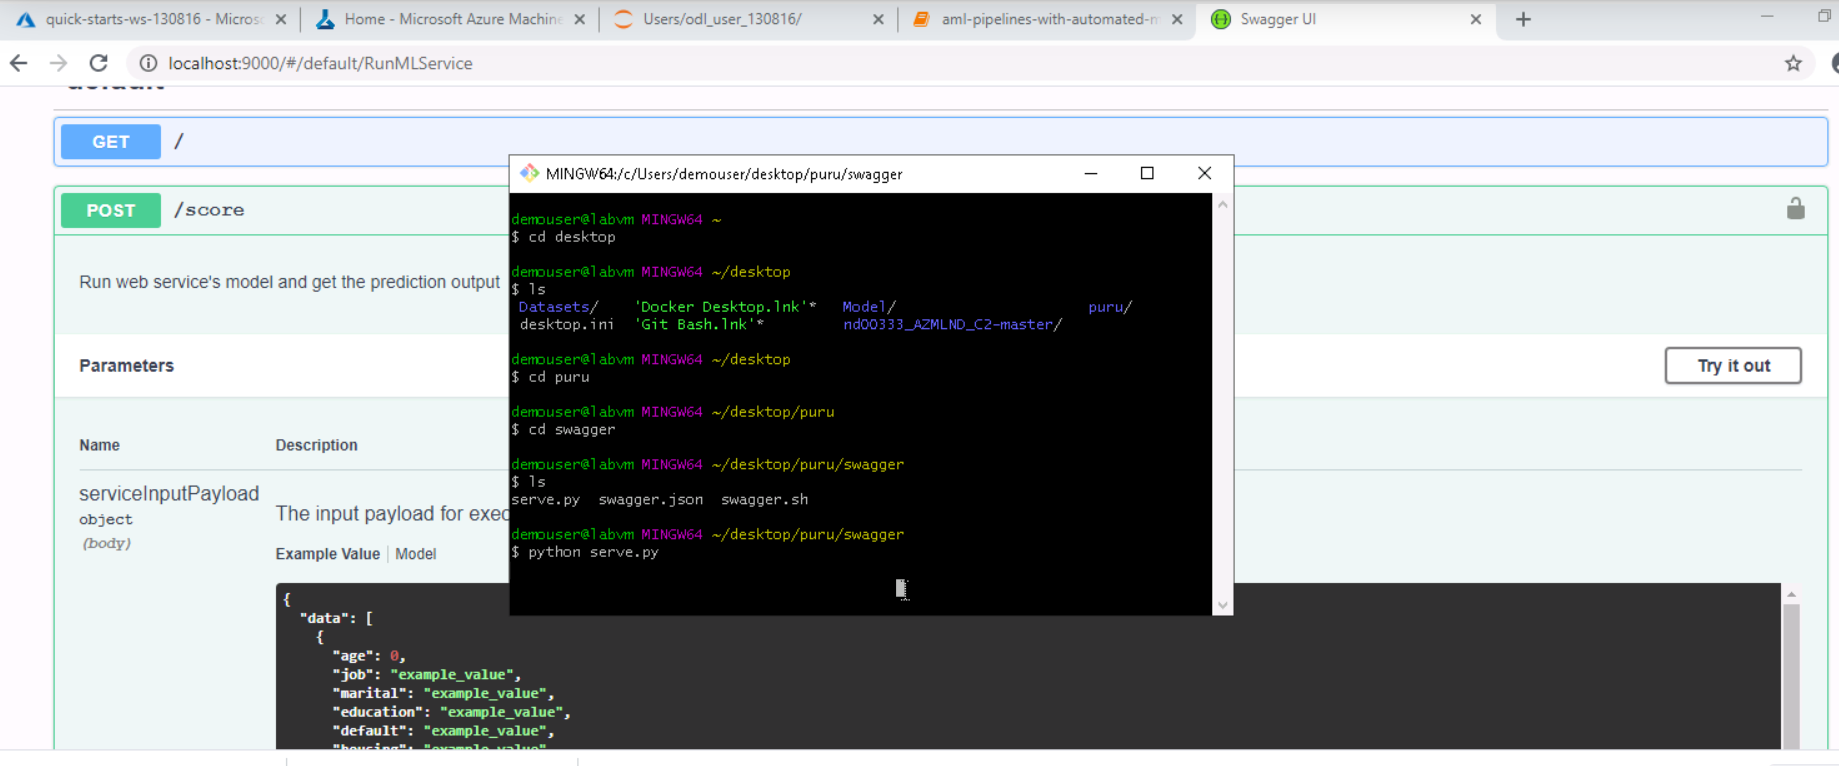 quick-starts-ws-130816 - Micros
Home - Microsoft Azure Machine
Users/odl_user_130816/
aml-pipelines-with-automated-m
Swagger UI
localhost:9000/#/default/RunMLService
default
GET /
POST /score
Run web service's model and get the prediction output
Parameters
Try it out
Name Description
serviceInputPayload
object
(body)
The input payload for exec
Example Value | Model
{
"data": [
{
"age": 0,
"job": "example_value",
"marital": "example_value",
"education": "example_value",
"default": "example_value",
"housing": "example_value"
MINGW64:/c/Users/demouser/desktop/puru/swagger
demouser@labvm MINGW64 ~
$ cd desktop
demouser@labvm MINGW64 ~/desktop
$ ls
Datasets/ 'Docker Desktop.lnk'* Model/ puru/
desktop.ini 'Git Bash.lnk'* nd00333_AZMLND_C2-master/
demouser@labvm MINGW64 ~/desktop
$ cd puru
demouser@labvm MINGW64 ~/desktop/puru
$ cd swagger
demouser@labvm MINGW64 ~/desktop/puru/swagger
$ ls
serve.py swagger.json swagger.sh
demouser@labvm MINGW64 ~/desktop/puru/swagger
$ python serve.py